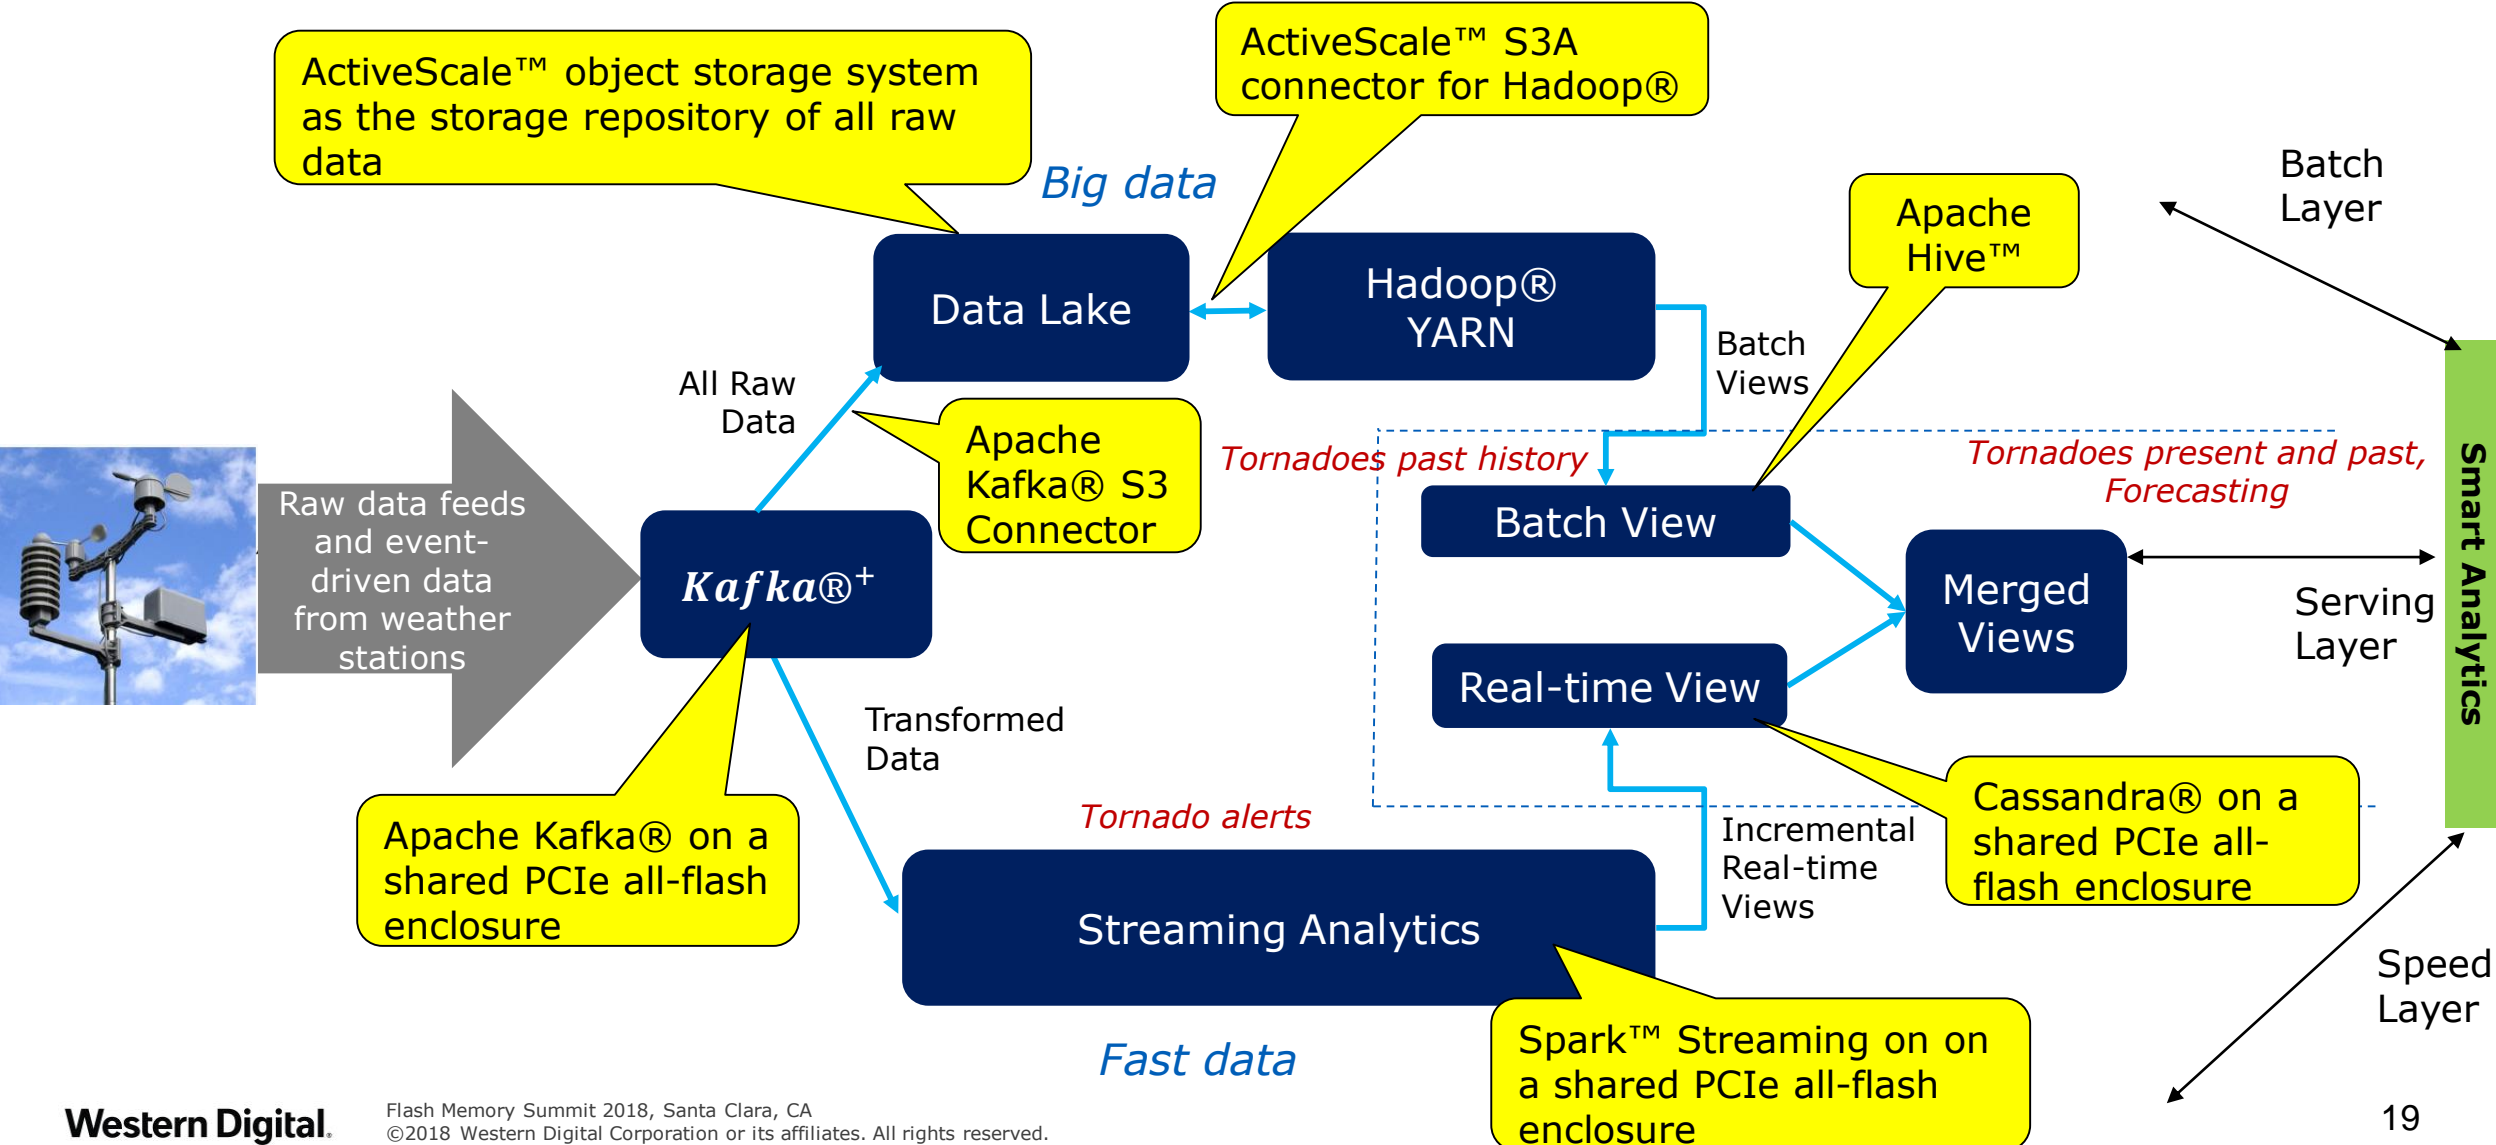 ActiveScale™ object storage system
as the storage repository of all raw
data
ActiveScale™ S3A
connector for Hadoop®
Big data
Batch
Layer
Apache
Hive™
Data Lake
Hadoop®
YARN
Batch
Views
All Raw
Data
Apache
Kafka® S3
Connector
Tornadoes past history
Tornadoes present and past,
Forecasting
Raw data feeds
and event-
driven data
from weather
stations
Kafka®+
Batch View
Merged
Views
Serving
Layer
Smart Analytics
Real-time View
Transformed
Data
Apache Kafka® on a
shared PCIe all-flash
enclosure
Tornado alerts
Incremental
Real-time
Views
Cassandra® on a
shared PCIe all-
flash enclosure
Streaming Analytics
Speed
Layer
Spark™ Streaming on on
a shared PCIe all-flash
enclosure
Fast data
Western Digital.
Flash Memory Summit 2018, Santa Clara, CA
©2018 Western Digital Corporation or its affiliates. All rights reserved.
19